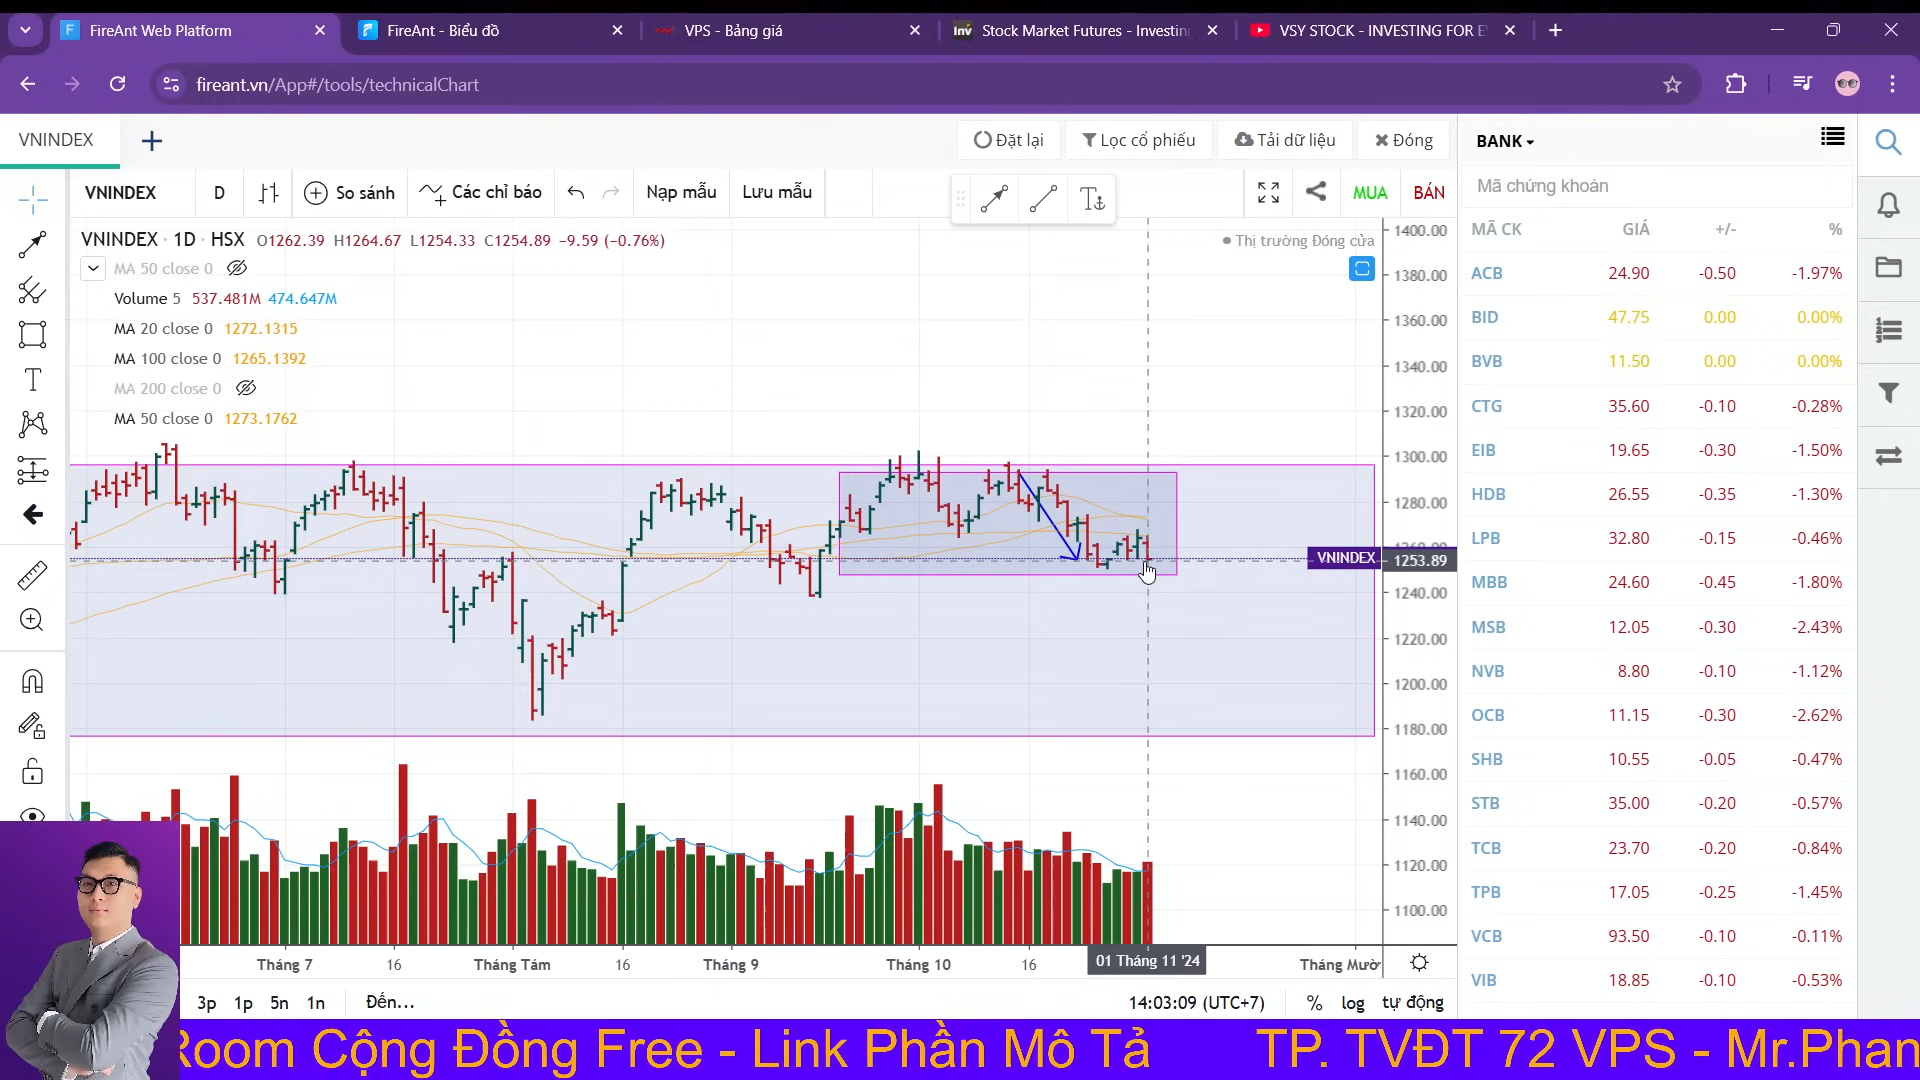 FireAnt Web Platform
FireAnt - Biểu đồ
VPS - Bảng giá
Inv
Stock Market Futures - Investing
VSY STOCK - INVESTING FOR E
fireant.vn/App#/tools/technicalChart
VNINDEX
Đặt lại
Lọc cổ phiếu
Tải dữ liệu
Đóng
BANK
VNINDEX
D
So sánh
Các chỉ báo
Nạp mẫu
Lưu mẫu
MUA
BÁN
Mã chứng khoán
VNINDEX · 1D · HSX O1262.39 H1264.67 L1254.33 C1254.89 −9.59 (−0.76%)
Thị trường Đóng cửa
MA 50 close 0
Volume 5 537.481M 474.647M
MA 20 close 0 1272.1315
MA 100 close 0 1265.1392
MA 200 close 0
MA 50 close 0 1273.1762
1400.00
1380.00
1360.00
1340.00
1320.00
1300.00
1280.00
VNINDEX 1253.89
1240.00
1220.00
1200.00
1180.00
1160.00
1140.00
1120.00
1100.00
MÃ CK GIÁ +/- %
ACB 24.90 -0.50 -1.97%
BID 47.75 0.00 0.00%
BVB 11.50 0.00 0.00%
CTG 35.60 -0.10 -0.28%
EIB 19.65 -0.30 -1.50%
HDB 26.55 -0.35 -1.30%
LPB 32.80 -0.15 -0.46%
MBB 24.60 -0.45 -1.80%
MSB 12.05 -0.30 -2.43%
NVB 8.80 -0.10 -1.12%
OCB 11.15 -0.30 -2.62%
SHB 10.55 -0.05 -0.47%
STB 35.00 -0.20 -0.57%
TCB 23.70 -0.20 -0.84%
TPB 17.05 -0.25 -1.45%
VCB 93.50 -0.10 -0.11%
VIB 18.85 -0.10 -0.53%
Tháng 7 16 Tháng Tám 16 Tháng 9 Tháng 10 16 01 Tháng 11 '24 Tháng Mườ
3p 1p 5n 1n Đến...
14:03:09 (UTC+7) % log tự động
Room Cộng Đồng Free - Link Phần Mô Tả TP. TVĐT 72 VPS - Mr.Phan